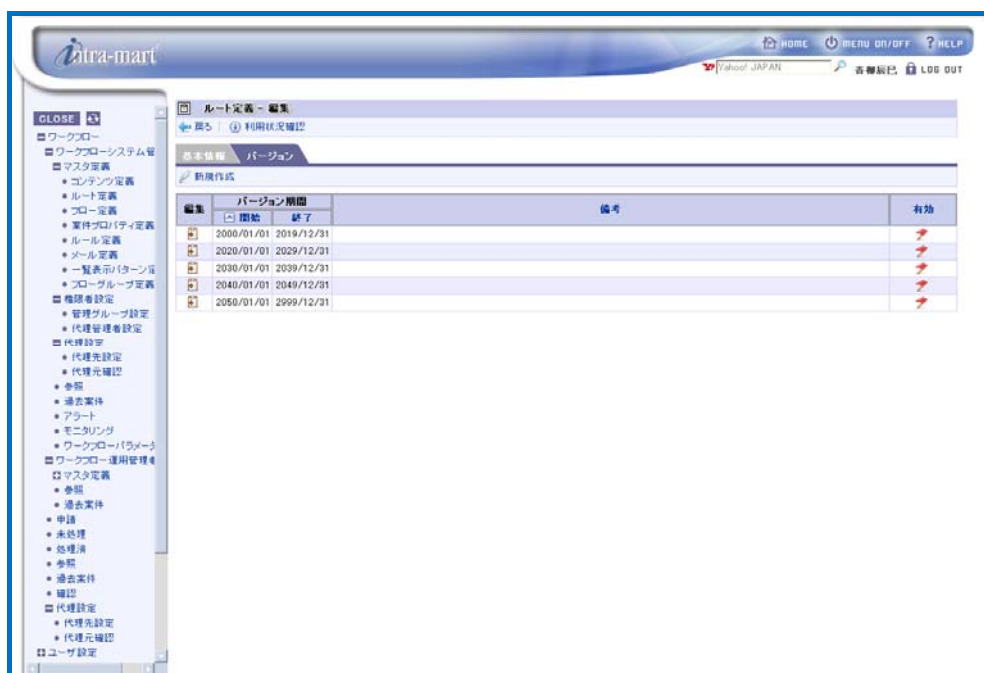 intra-mart
HOME MENU ON/OFF ? HELP
Yahoo! JAPAN 青柳辰巳 LOG OUT
CLOSE
ルート定義 - 編集
戻る | 利用状況確認
基本情報 バージョン
新規作成
編集 バージョン期間 備考 有効
開始 終了
2000/01/01 2019/12/31
2020/01/01 2029/12/31
2030/01/01 2039/12/31
2040/01/01 2049/12/31
2050/01/01 2999/12/31
ワークフロー
ワークフローシステム管
マスタ定義
コンテンツ定義
ルート定義
フロー定義
案件プロパティ定義
ルール定義
メール定義
一覧表示パターン定
フローグループ定義
権限者設定
管理グループ設定
代理管理者設定
代理設定
代理先設定
代理元確認
参照
過去案件
アラート
モニタリング
ワークフローパラメータ
ワークフロー運用管理者
マスタ定義
参照
過去案件
申請
未処理
処理済
参照
過去案件
確認
代理設定
代理先設定
代理元確認
ユーザ設定